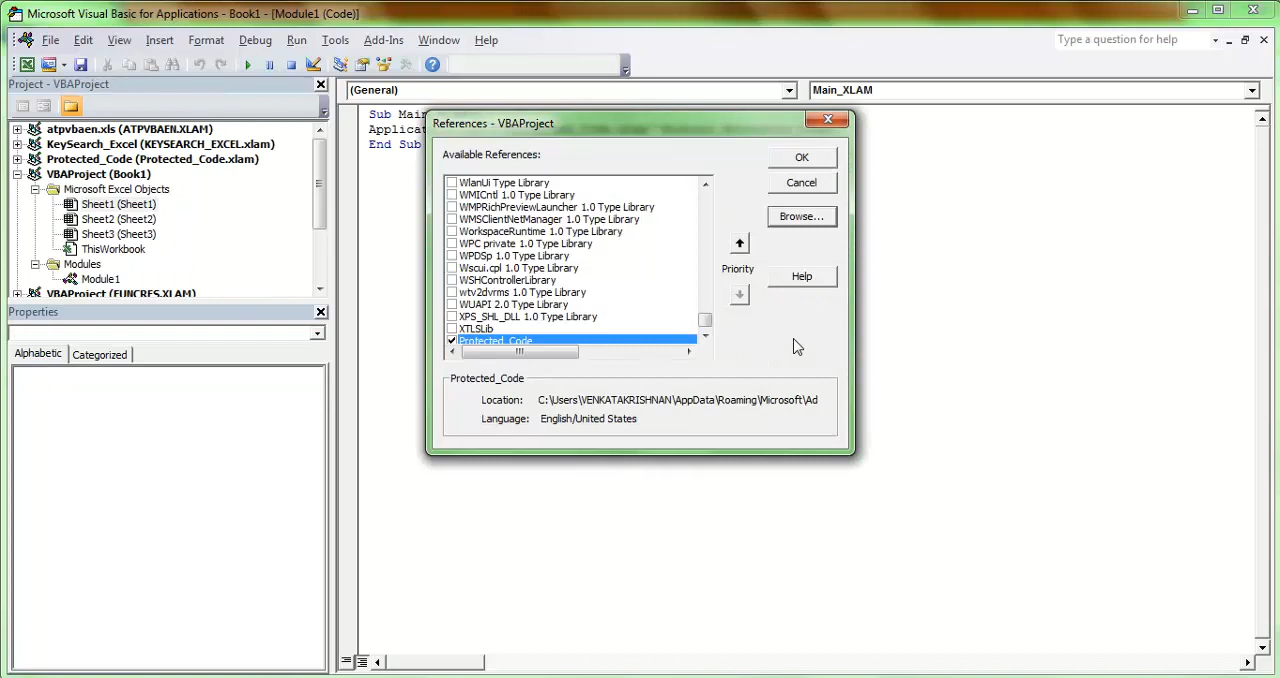 Microsoft Visual Basic for Applications - Book1 - [Module1 (Code)]
File Edit View Insert Format Debug Run Tools Add-Ins Window Help
Type a question for help
Project - VBAProject
(General)
Main_XLAM
atpvbaen.xls (ATPVBAEN.XLAM)
KeySearch_Excel (KEYSEARCH_EXCEL.xlam)
Protected_Code (Protected_Code.xlam)
VBAProject (Book1)
Microsoft Excel Objects
Sheet1 (Sheet1)
Sheet2 (Sheet2)
Sheet3 (Sheet3)
ThisWorkbook
Modules
Module1
VBAProject (FUNCRES.XLAM)
Properties
Alphabetic Categorized
Sub Main
Applicat
End Sub
References - VBAProject
Available References:
WlanUi Type Library
WMICntl 1.0 Type Library
WMPRichPreviewLauncher 1.0 Type Library
WMSClientNetManager 1.0 Type Library
WorkspaceRuntime 1.0 Type Library
WPC private 1.0 Type Library
WPDSp 1.0 Type Library
Wscui.cpl 1.0 Type Library
WSHControllerLibrary
wtv2dvrms 1.0 Type Library
WUAPI 2.0 Type Library
XPS_SHL_DLL 1.0 Type Library
XTLSLib
Protected_Code
OK
Cancel
Browse...
Priority
Help
Protected_Code
Location: C:\Users\VENKATAKRISHNAN\AppData\Roaming\Microsoft\Ad
Language: English/United States